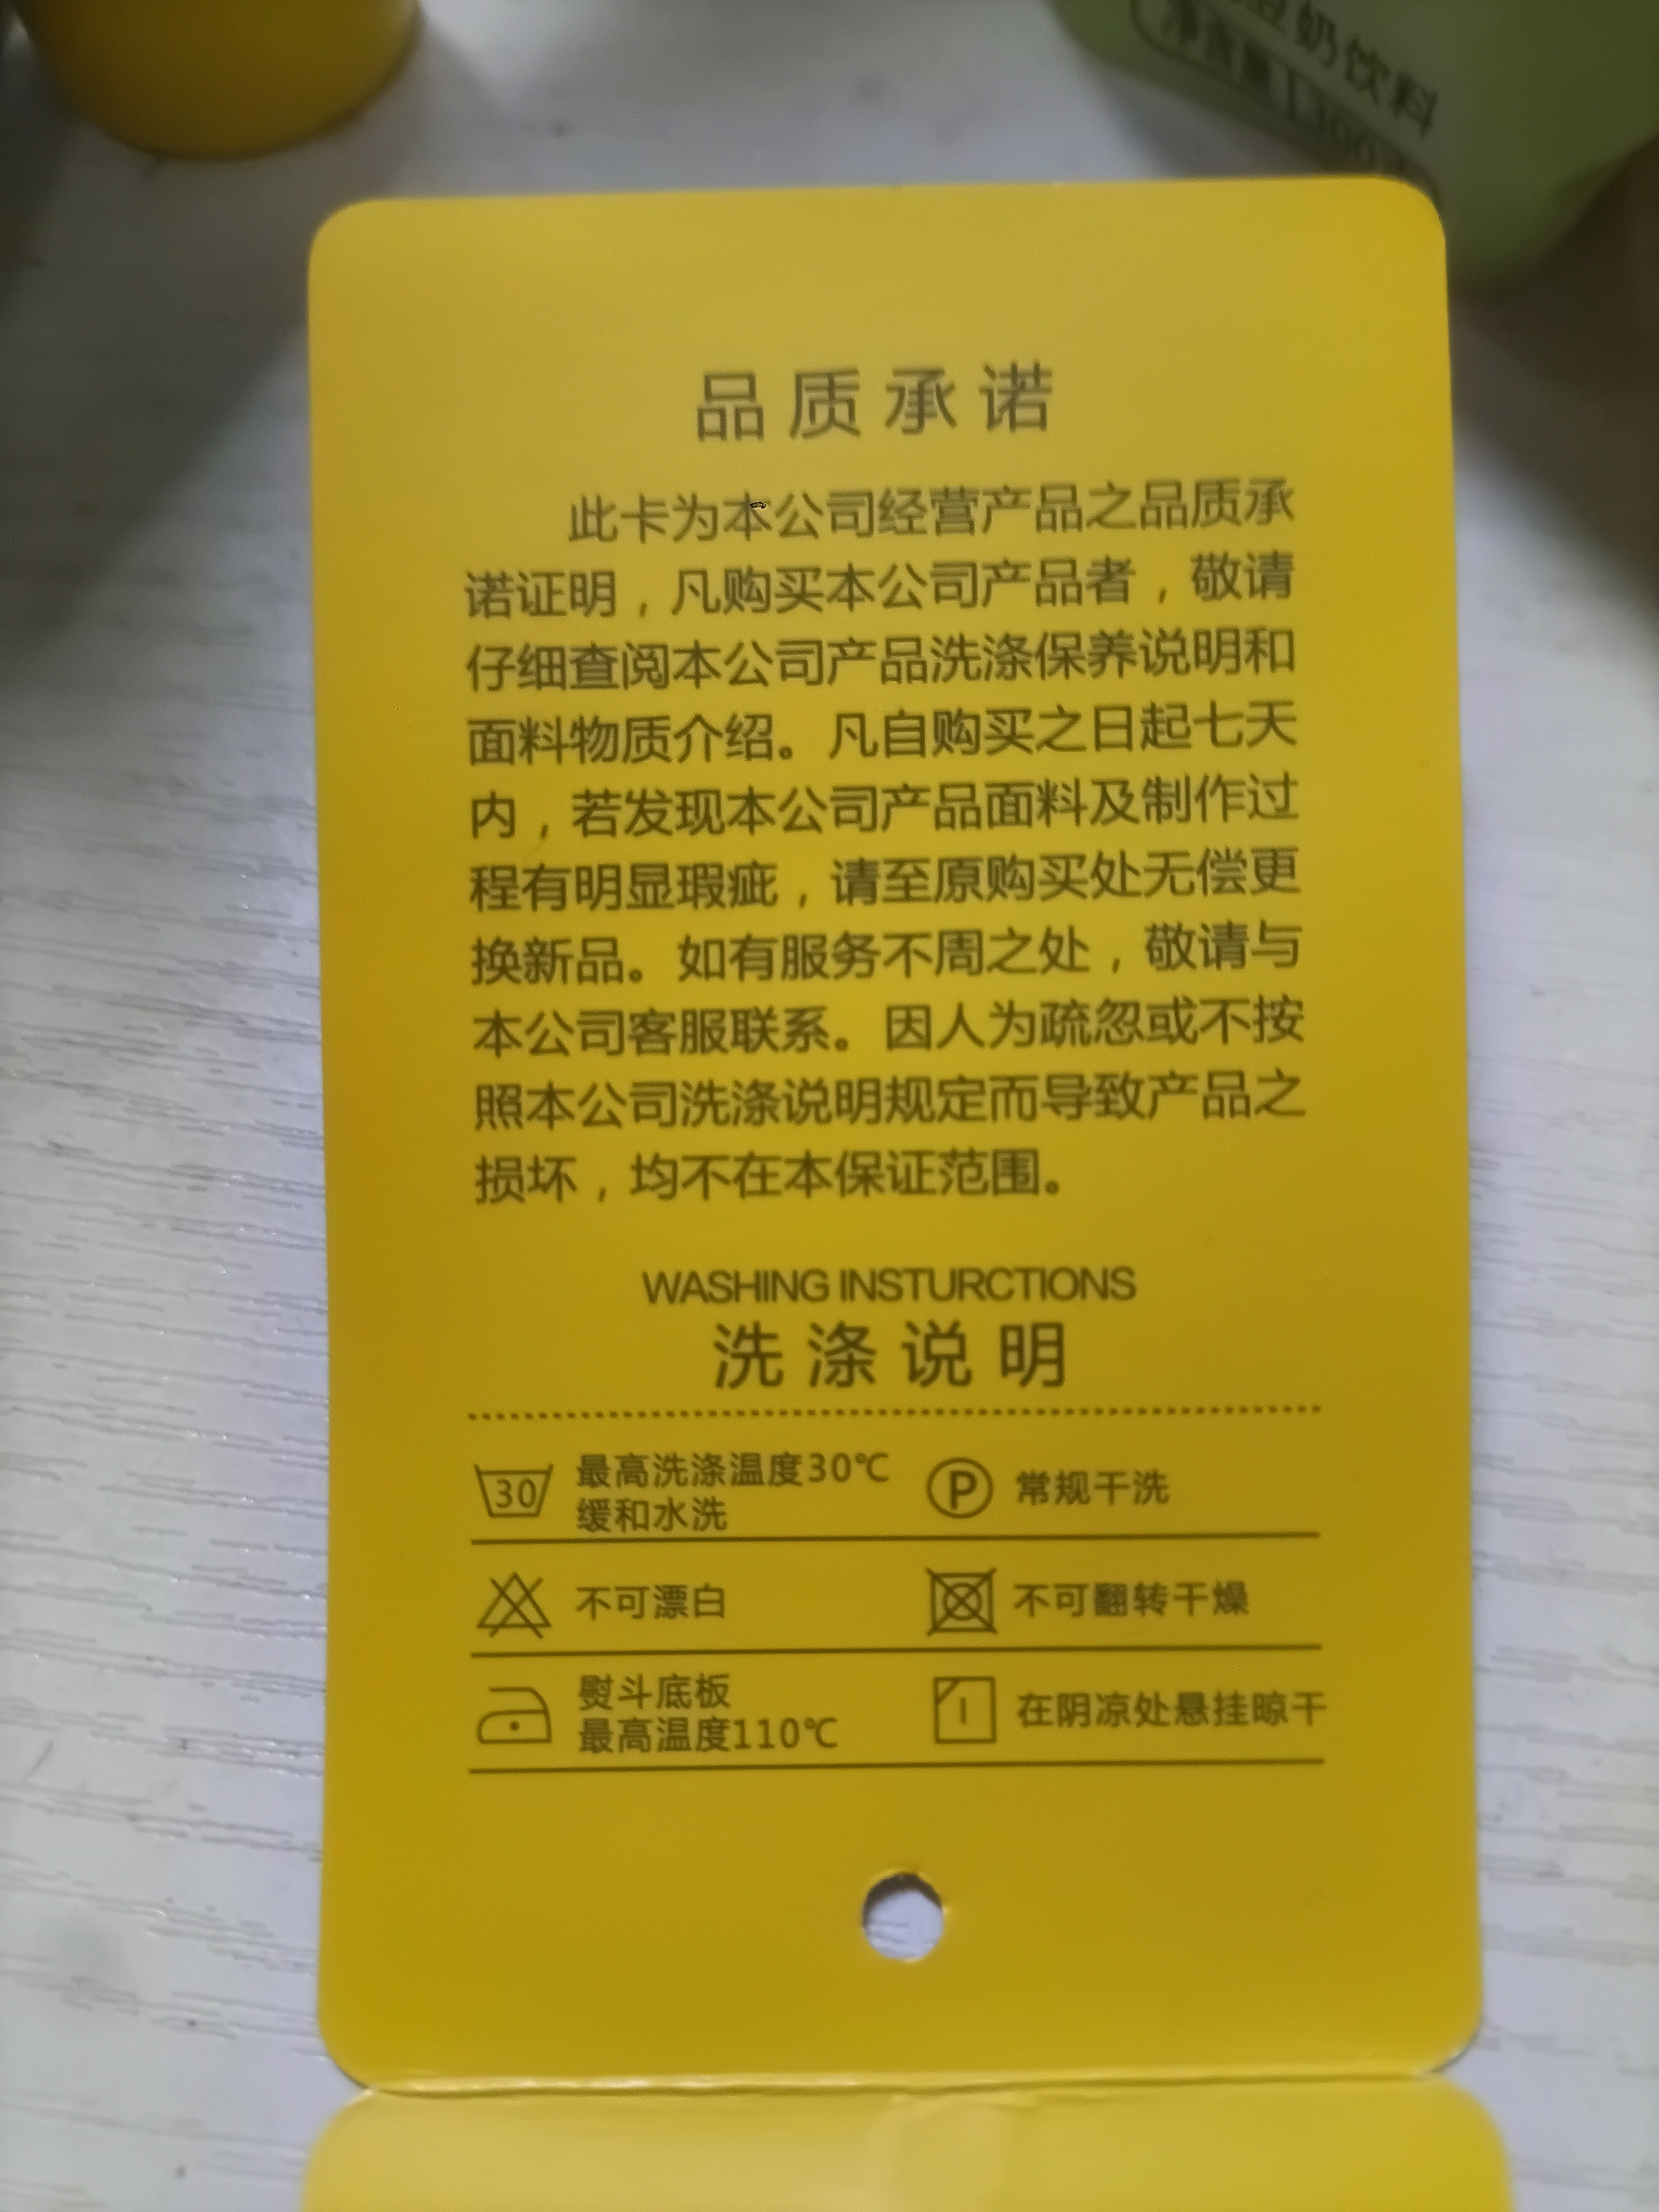 豆奶饮料
净含量 | 300
品质承诺
此卡为本公司经营产品之品质承
诺证明，凡购买本公司产品者，敬请
仔细查阅本公司产品洗涤保养说明和
面料物质介绍。凡自购买之日起七天
内，若发现本公司产品面料及制作过
程有明显瑕疵，请至原购买处无偿更
换新品。如有服务不周之处，敬请与
本公司客服联系。因人为疏忽或不按
照本公司洗涤说明规定而导致产品之
损坏，均不在本保证范围。
WASHING INSTURCTIONS
洗涤说明
30 最高洗涤温度30℃
缓和水洗
P 常规干洗
不可漂白
不可翻转干燥
熨斗底板
最高温度110℃
在阴凉处悬挂晾干